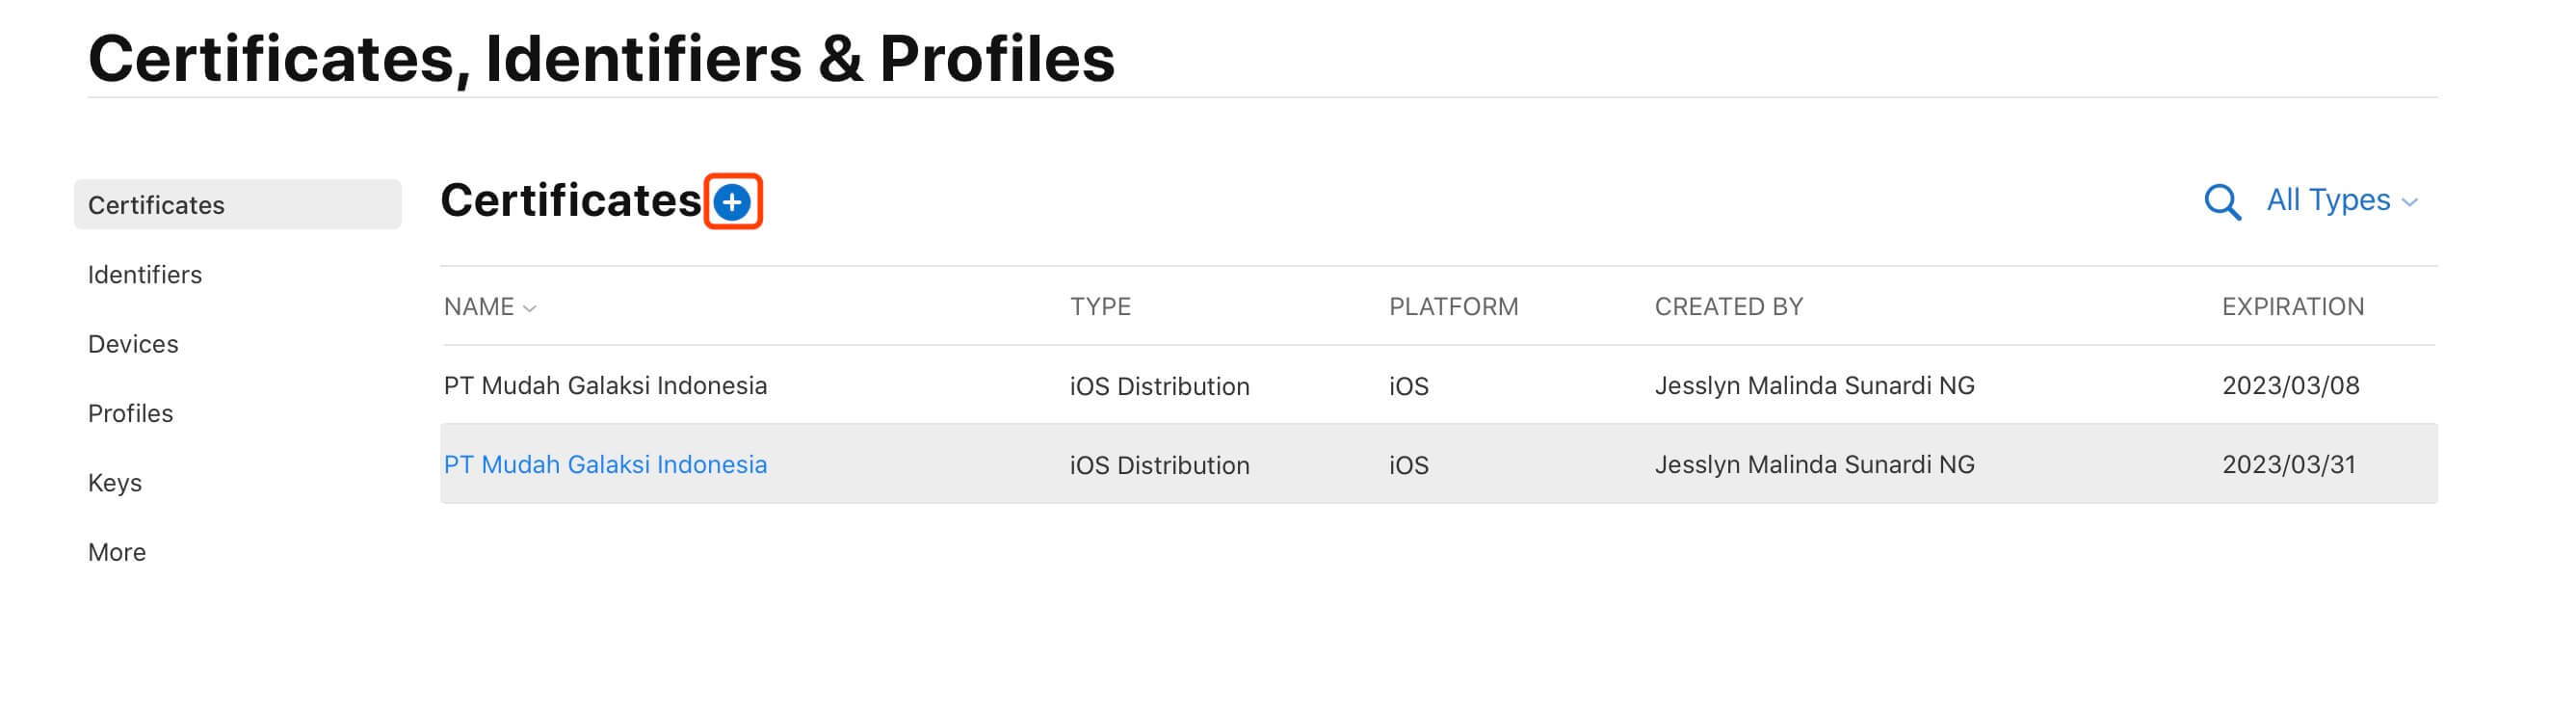 Certificates, Identifiers & Profiles
Certificates
Identifiers
Devices
Profiles
Keys
More
Certificates
All Types
NAME TYPE PLATFORM CREATED BY EXPIRATION
PT Mudah Galaksi Indonesia iOS Distribution iOS Jesslyn Malinda Sunardi NG 2023/03/08
PT Mudah Galaksi Indonesia iOS Distribution iOS Jesslyn Malinda Sunardi NG 2023/03/31